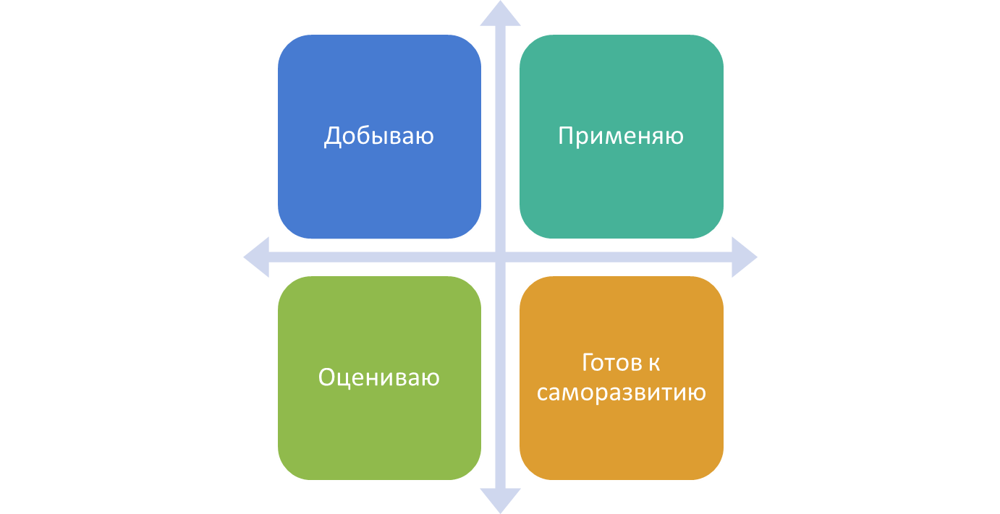 Добываю
Применяю
Оцениваю
Готов к
саморазвитию